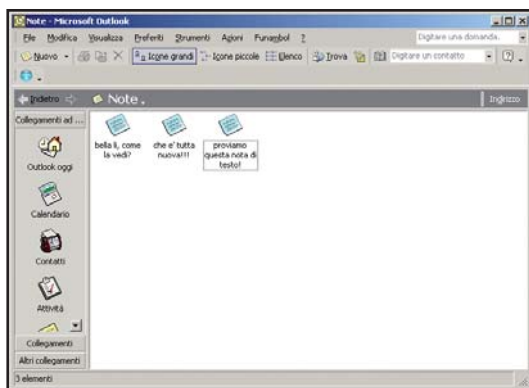 Note - Microsoft Outlook
File Modifica Visualizza Preferiti Strumenti Azioni Funambol ? Digitare una domanda.
Nuovo Icone grandi Icone piccole Elenco Trova Digitare un contatto
Indietro Note. Indirizzo
Collegamenti ad ...
Outlook oggi
Calendario
Contatti
Attività
Collegamenti
Altri collegamenti
bella lì, come
la vedi?
che e' tutta
nuova!!!
proviamo
questa nota di
testo!
3 elementi